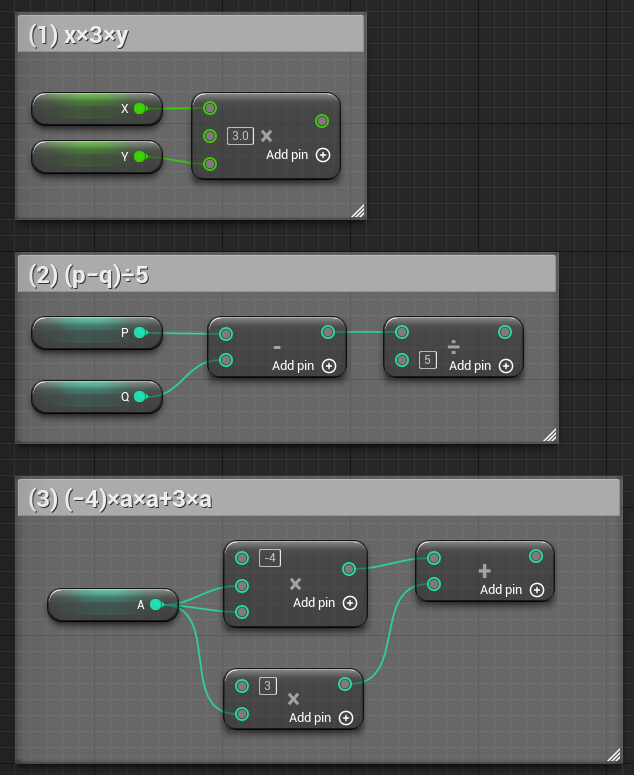 (1) x×3×y
X
Y
3.0 ×
Add pin
(2) (p−q)÷5
P
Q
-
Add pin
÷
5
Add pin
(3) (−4)×a×a+3×a
A
-4
×
Add pin
3
×
Add pin
+
Add pin